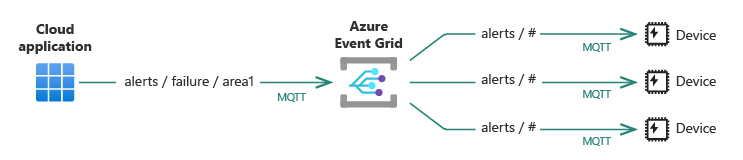 Cloud
application
Azure
Event Grid
alerts / failure / area1
MQTT
alerts / #
MQTT
Device
alerts / #
MQTT
Device
alerts / #
MQTT
Device